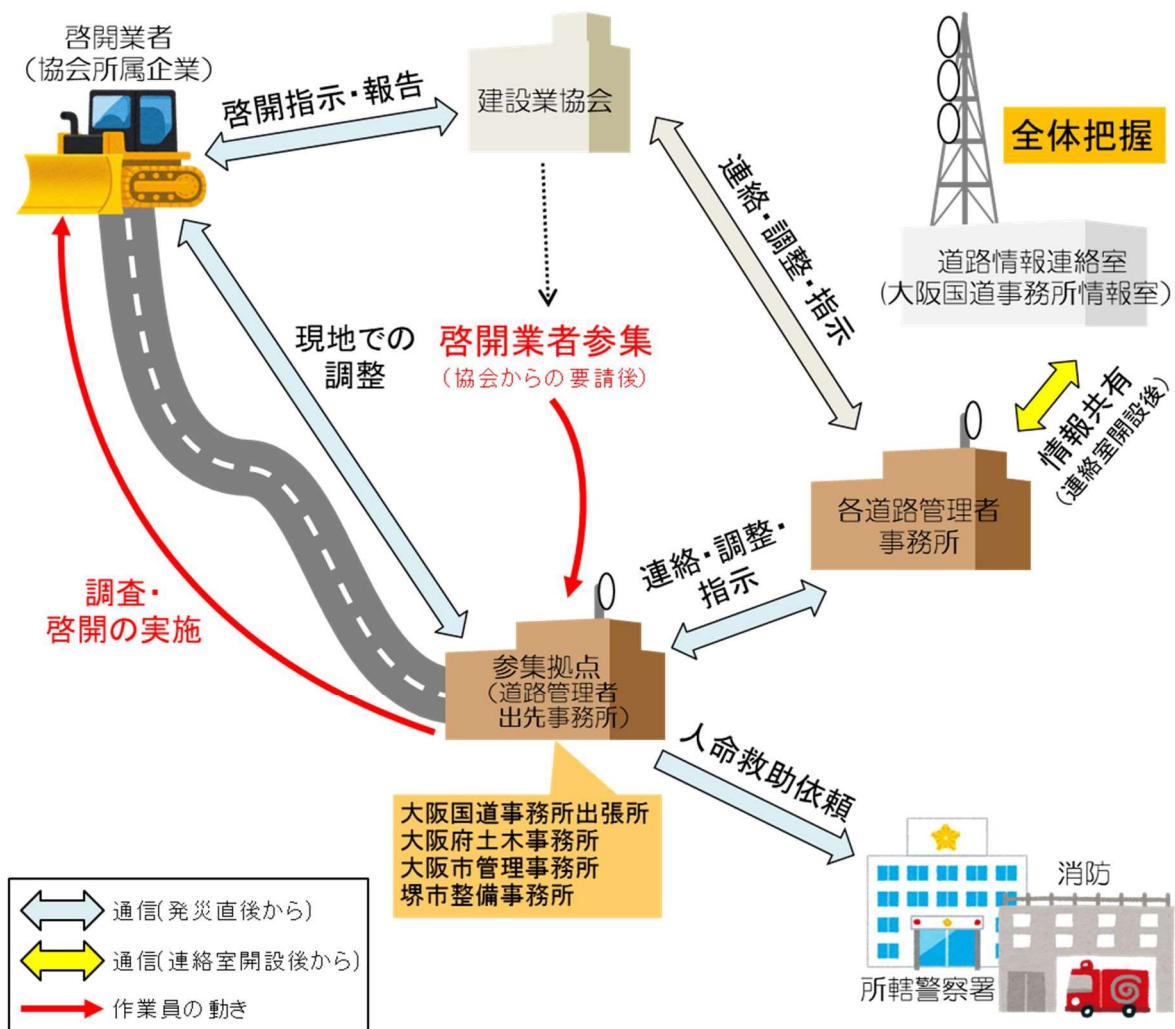 啓開業者
（協会所属企業）
啓開指示・報告
建設業協会
全体把握
連絡・調整・指示
道路情報連絡室
(大阪国道事務所情報室)
現地での
調整
啓開業者参集
（協会からの要請後）
情報共有
(連絡室開設後)
各道路管理者
事務所
連絡・調整・
指示
調査・
啓開の実施
参集拠点
（道路管理者
出先事務所）
人命救助依頼
大阪国道事務所出張所
大阪府土木事務所
大阪市管理事務所
堺市整備事務所
消防
所轄警察署
通信(発災直後から)
通信(連絡室開設後から)
作業員の動き